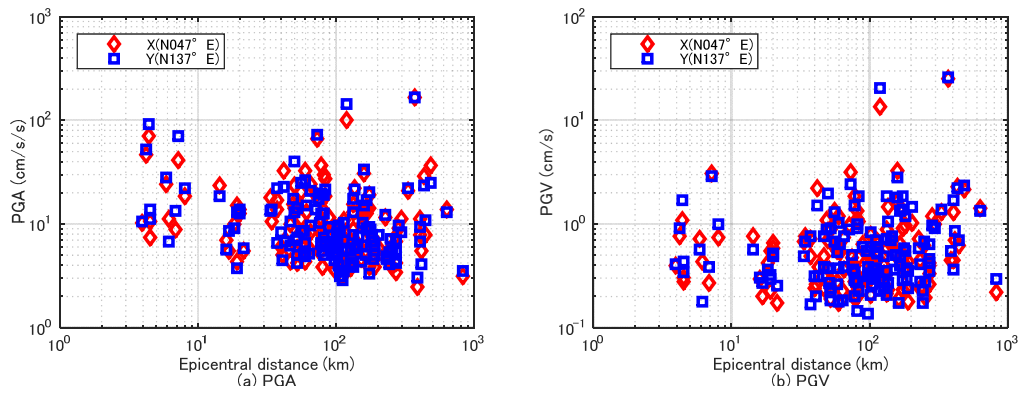 10³
10²
10¹
10⁰
PGA (cm/s/s)
X(N047° E)
Y(N137° E)
10⁰ 10¹ 10² 10³
Epicentral distance (km)
(a) PGA
10²
10¹
10⁰
10⁻¹
PGV (cm/s)
X(N047° E)
Y(N137° E)
10⁰ 10¹ 10² 10³
Epicentral distance (km)
(b) PGV